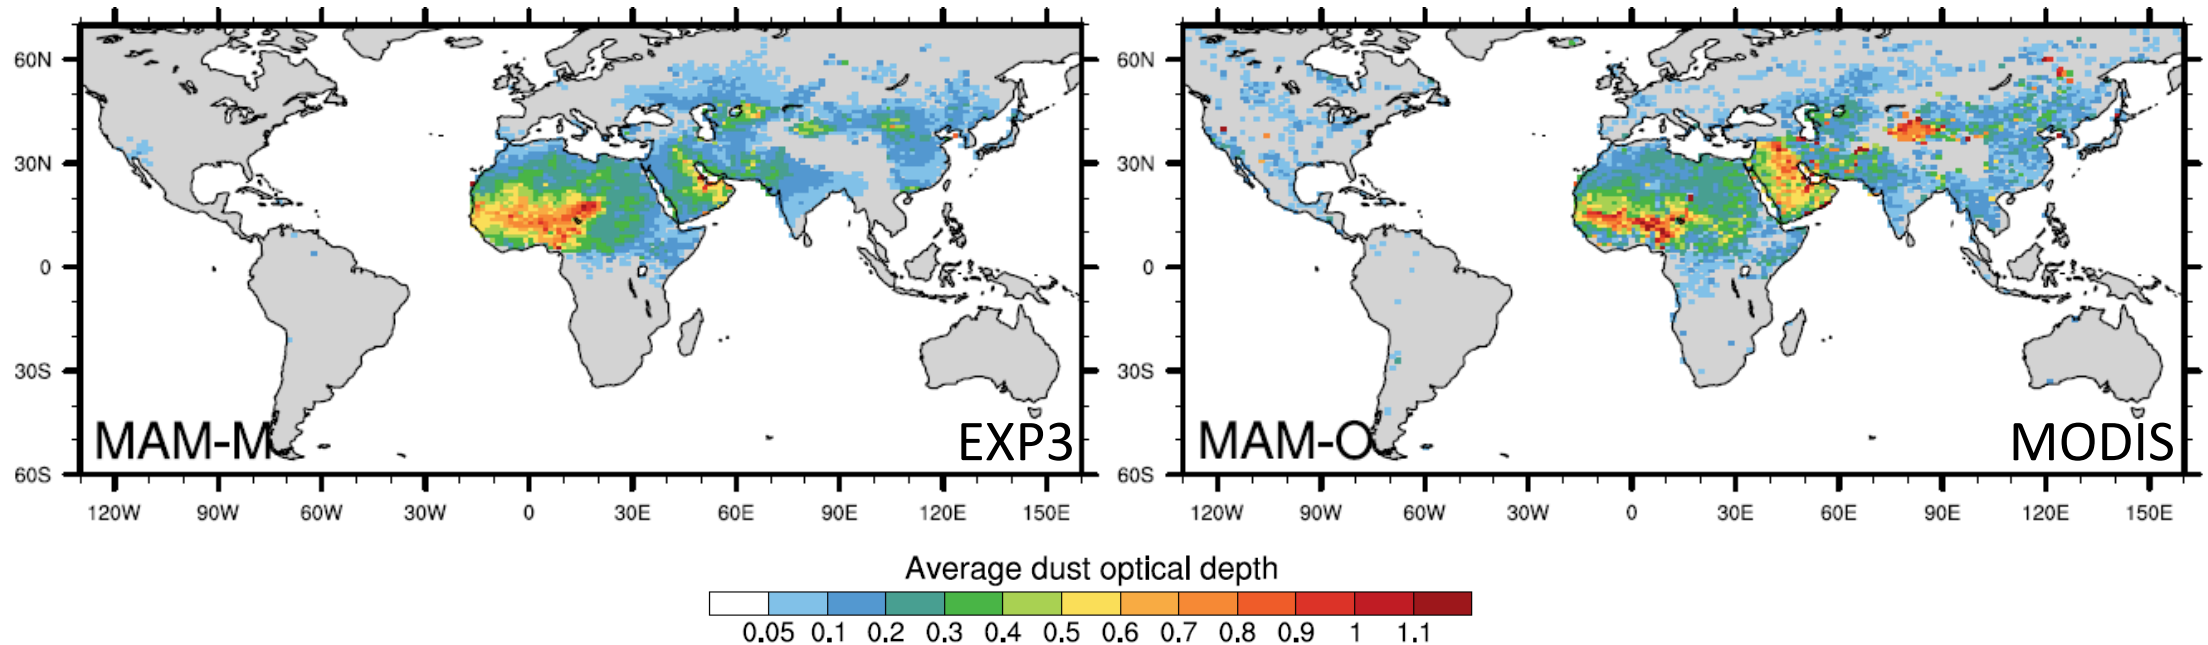 60N
30N
0
30S
60S
MAM-M
EXP3
120W 90W 60W 30W 0 30E 60E 90E 120E 150E
60N
30N
0
30S
60S
MAM-O
MODIS
120W 90W 60W 30W 0 30E 60E 90E 120E 150E
Average dust optical depth
0.05 0.1 0.2 0.3 0.4 0.5 0.6 0.7 0.8 0.9 1 1.1